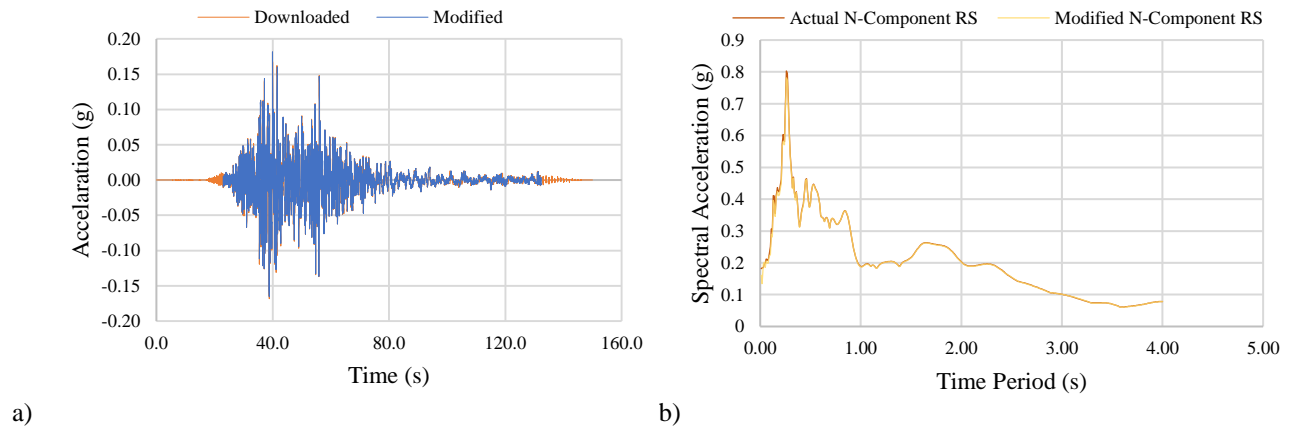 Downloaded Modified
0.20
0.15
0.10
0.05
0.00
-0.05
-0.10
-0.15
-0.20
Accelaration (g)
0.0 40.0 80.0 120.0 160.0
Time (s)
a)
Actual N-Component RS Modified N-Component RS
0.9
0.8
0.7
0.6
0.5
0.4
0.3
0.2
0.1
0
Spectral Acceleration (g)
0.00 1.00 2.00 3.00 4.00 5.00
Time Period (s)
b)